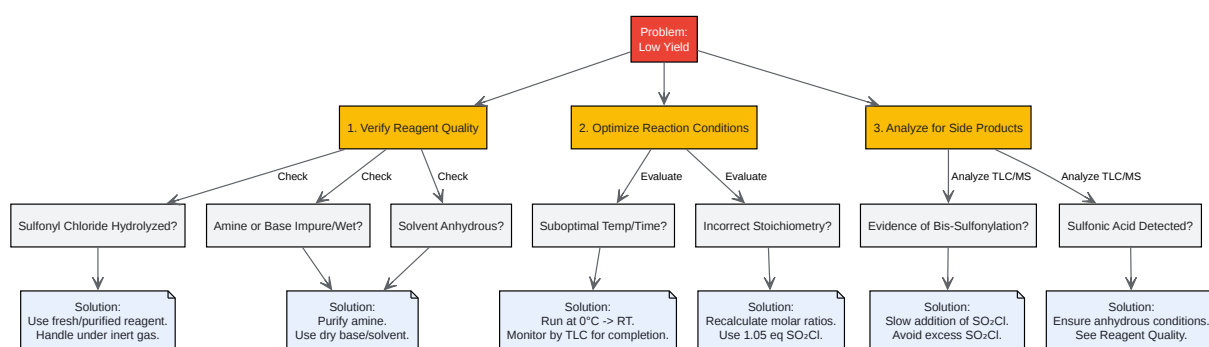 Problem:
Low Yield
1. Verify Reagent Quality
2. Optimize Reaction Conditions
3. Analyze for Side Products
Check
Check
Check
Evaluate
Evaluate
Analyze TLC/MS
Analyze TLC/MS
Sulfonyl Chloride Hydrolyzed?
Amine or Base Impure/Wet?
Solvent Anhydrous?
Suboptimal Temp/Time?
Incorrect Stoichiometry?
Evidence of Bis-Sulfonylation?
Sulfonic Acid Detected?
Solution:
Use fresh/purified reagent.
Handle under inert gas.
Solution:
Purify amine.
Use dry base/solvent.
Solution:
Run at 0°C -> RT.
Monitor by TLC for completion.
Solution:
Recalculate molar ratios.
Use 1.05 eq SO₂Cl.
Solution:
Slow addition of SO₂Cl.
Avoid excess SO₂Cl.
Solution:
Ensure anhydrous conditions.
See Reagent Quality.